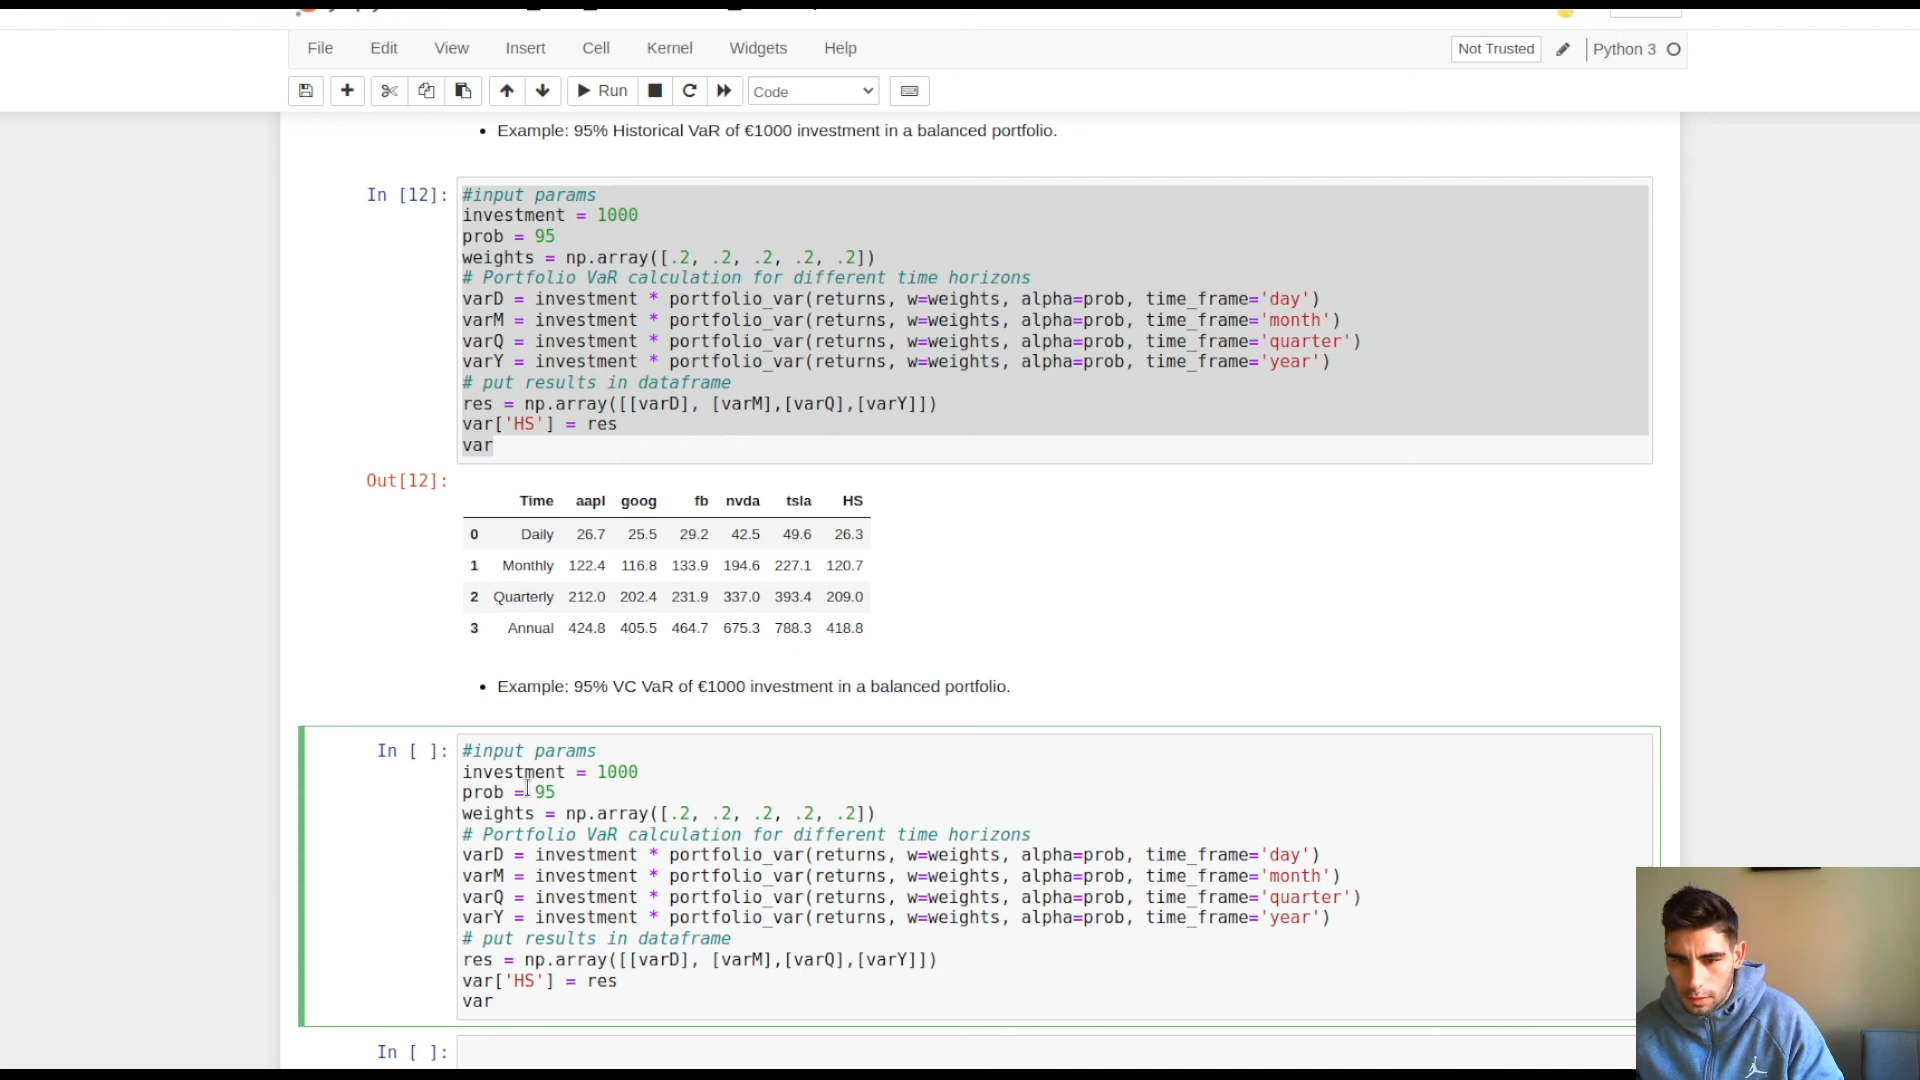 File Edit View Insert Cell Kernel Widgets Help Not Trusted Python 3
Run Code
• Example: 95% Historical VaR of €1000 investment in a balanced portfolio.
In [12]: #input params
investment = 1000
prob = 95
weights = np.array([.2, .2, .2, .2, .2])
# Portfolio VaR calculation for different time horizons
varD = investment * portfolio_var(returns, w=weights, alpha=prob, time_frame='day')
varM = investment * portfolio_var(returns, w=weights, alpha=prob, time_frame='month')
varQ = investment * portfolio_var(returns, w=weights, alpha=prob, time_frame='quarter')
varY = investment * portfolio_var(returns, w=weights, alpha=prob, time_frame='year')
# put results in dataframe
res = np.array([[varD], [varM],[varQ],[varY]])
var['HS'] = res
var
Out[12]:
Time aapl goog fb nvda tsla HS
0 Daily 26.7 25.5 29.2 42.5 49.6 26.3
1 Monthly 122.4 116.8 133.9 194.6 227.1 120.7
2 Quarterly 212.0 202.4 231.9 337.0 393.4 209.0
3 Annual 424.8 405.5 464.7 675.3 788.3 418.8
• Example: 95% VC VaR of €1000 investment in a balanced portfolio.
In [ ]: #input params
investment = 1000
prob = 95
weights = np.array([.2, .2, .2, .2, .2])
# Portfolio VaR calculation for different time horizons
varD = investment * portfolio_var(returns, w=weights, alpha=prob, time_frame='day')
varM = investment * portfolio_var(returns, w=weights, alpha=prob, time_frame='month')
varQ = investment * portfolio_var(returns, w=weights, alpha=prob, time_frame='quarter')
varY = investment * portfolio_var(returns, w=weights, alpha=prob, time_frame='year')
# put results in dataframe
res = np.array([[varD], [varM],[varQ],[varY]])
var['HS'] = res
var
In [ ]: